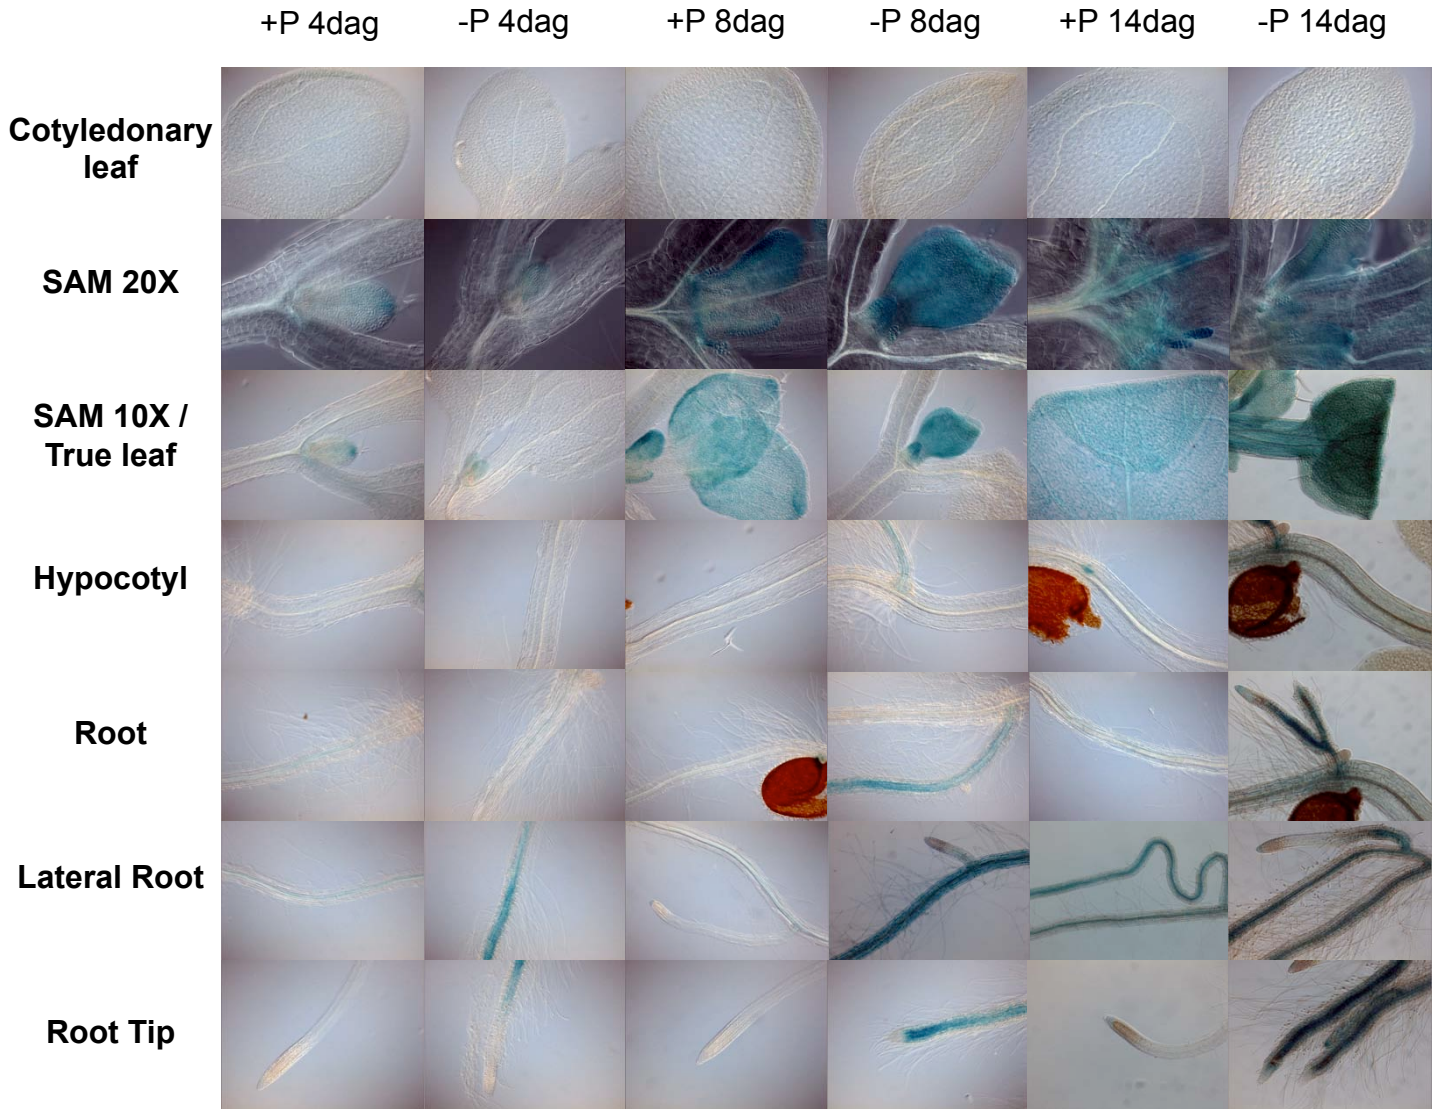 +P 4dag
-P 4dag
+P 8dag
-P 8dag
+P 14dag
-P 14dag
Cotyledonary
leaf
SAM 20X
SAM 10X /
True leaf
Hypocotyl
Root
Lateral Root
Root Tip